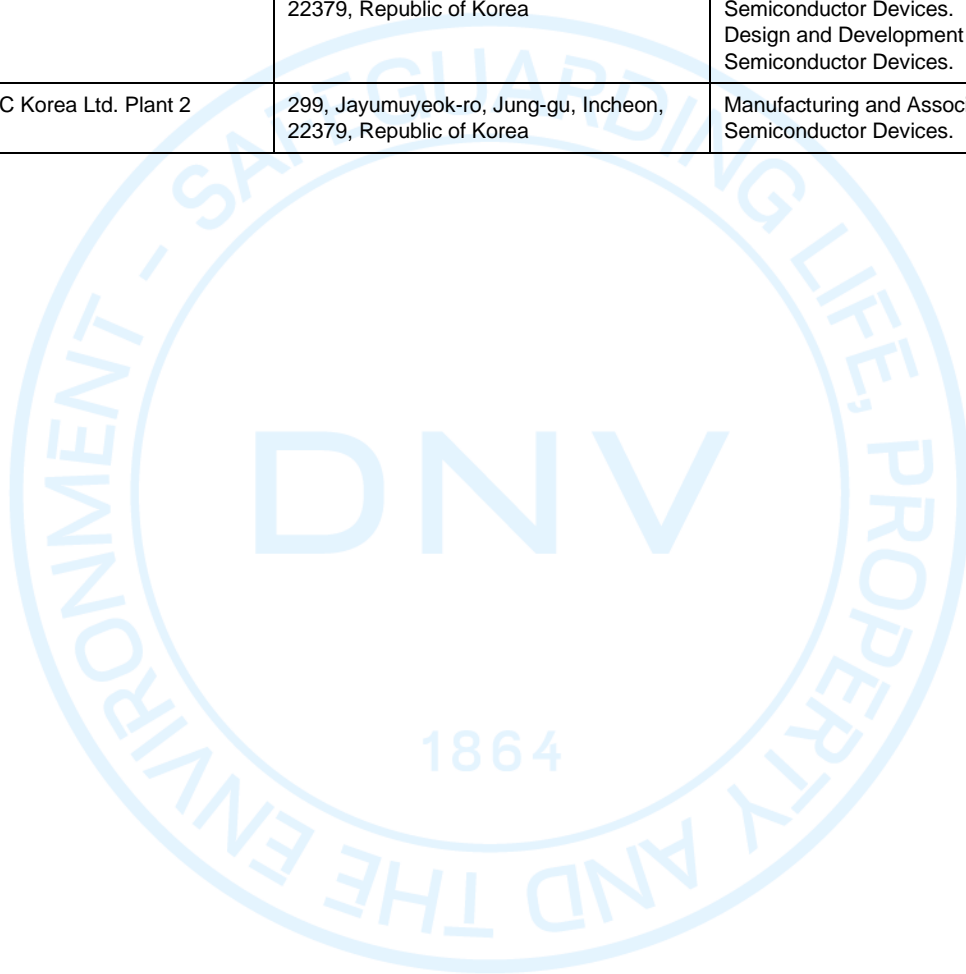 22379, Republic of Korea
Semiconductor Devices.
Design and Development
Semiconductor Devices.
C Korea Ltd. Plant 2
299, Jayumuyeok-ro, Jung-gu, Incheon,
22379, Republic of Korea
Manufacturing and Assoc
Semiconductor Devices.
SAFEGUARDING LIFE, PROPERTY AND THE ENVIRONMENT -
DNV
1864